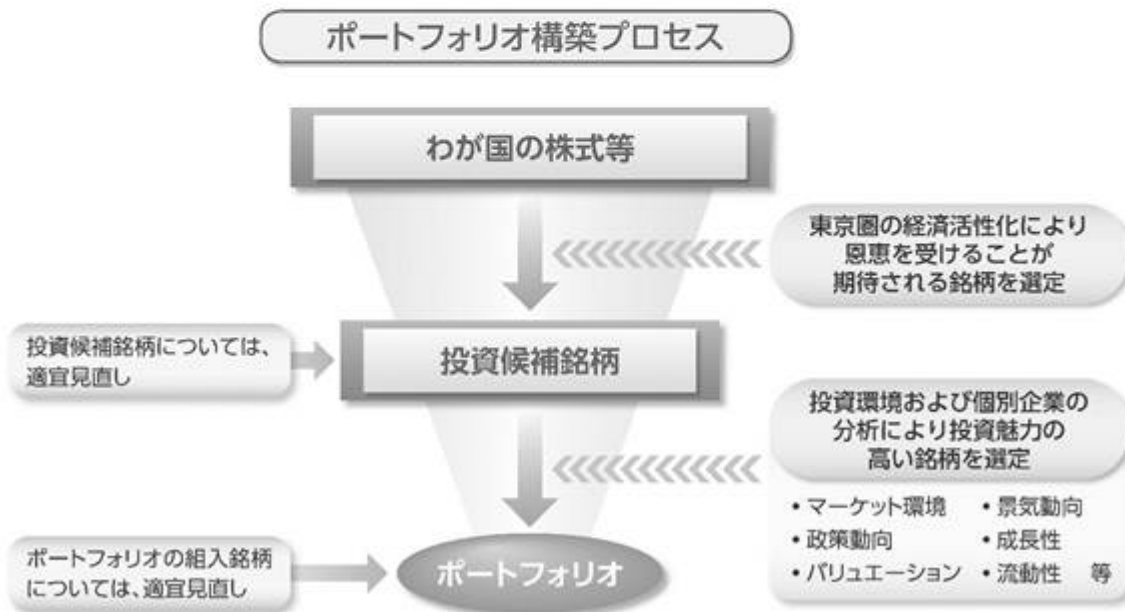 ポートフォリオ構築プロセス
わが国の株式等
東京圏の経済活性化により
恩恵を受けることが
期待される銘柄を選定
投資候補銘柄については、
適宜見直し
投資候補銘柄
投資環境および個別企業の
分析により投資魅力の
高い銘柄を選定
・マーケット環境 ・景気動向
・政策動向 ・成長性
・バリュエーション ・流動性 等
ポートフォリオの組入銘柄
については、適宜見直し
ポートフォリオ